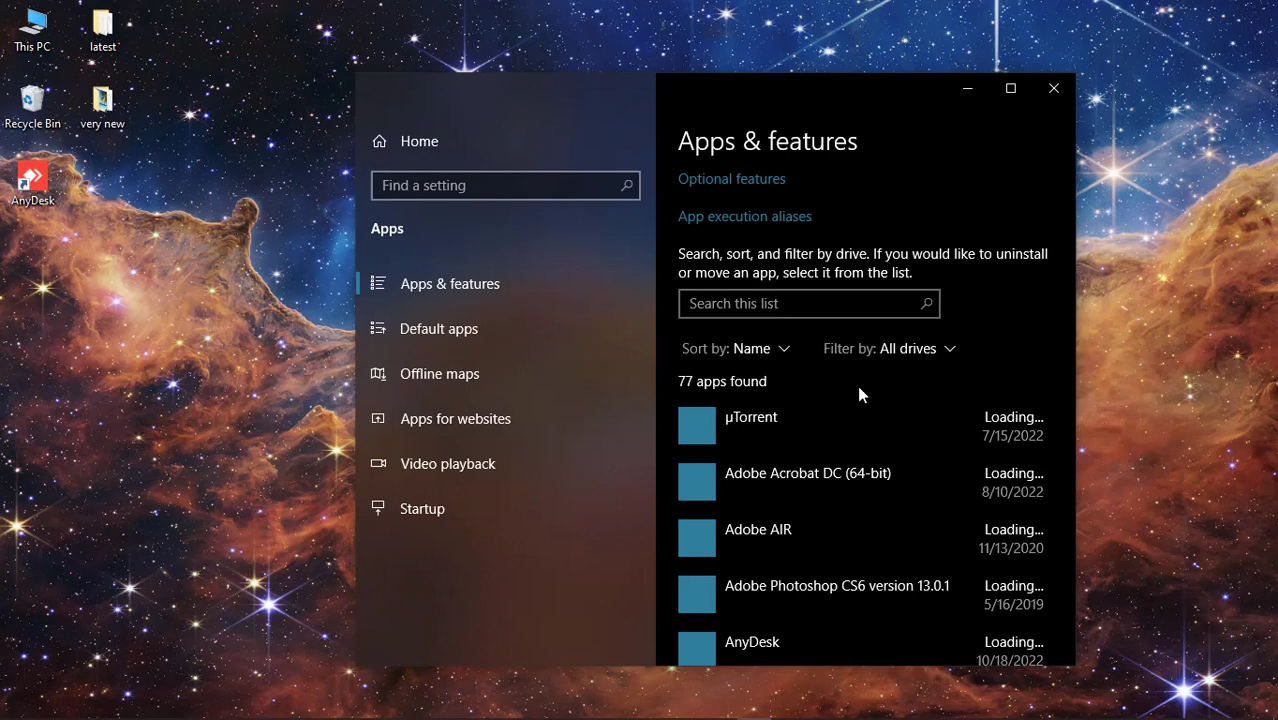 This PC
latest
Recycle Bin
very new
AnyDesk
Home
Find a setting
Apps
Apps & features
Default apps
Offline maps
Apps for websites
Video playback
Startup
Apps & features
Optional features
App execution aliases
Search, sort, and filter by drive. If you would like to uninstall
or move an app, select it from the list.
Search this list
Sort by: Name Filter by: All drives
77 apps found
µTorrent Loading...
7/15/2022
Adobe Acrobat DC (64-bit) Loading...
8/10/2022
Adobe AIR Loading...
11/13/2020
Adobe Photoshop CS6 version 13.0.1 Loading...
5/16/2019
AnyDesk Loading...
10/18/2022